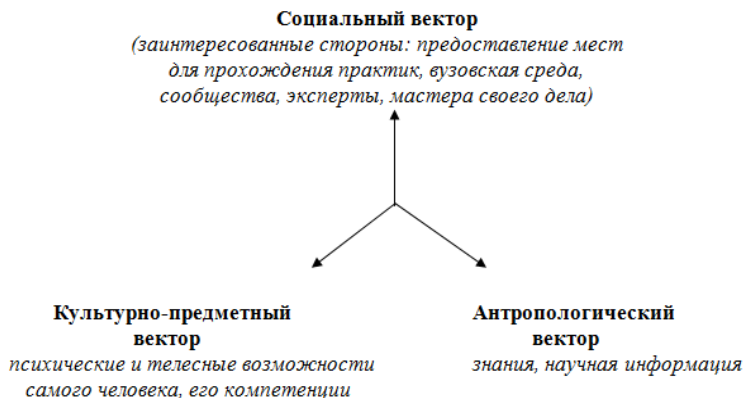 Социальный вектор
(заинтересованные стороны: предоставление мест
для прохождения практик, вузовская среда,
сообщества, эксперты, мастера своего дела)
Культурно-предметный
вектор
психические и телесные возможности
самого человека, его компетенции
Антропологический
вектор
знания, научная информация